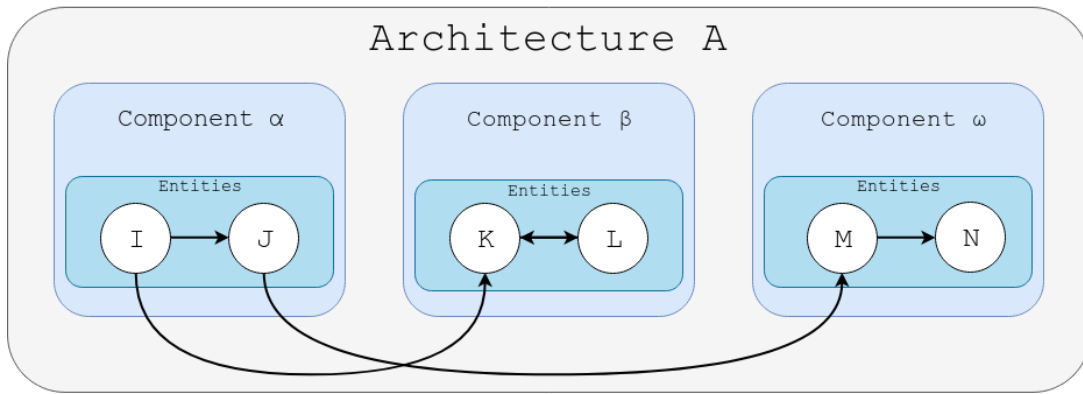 Architecture A
Component α
Component β
Component ω
Entities
Entities
Entities
I
J
K
L
M
N